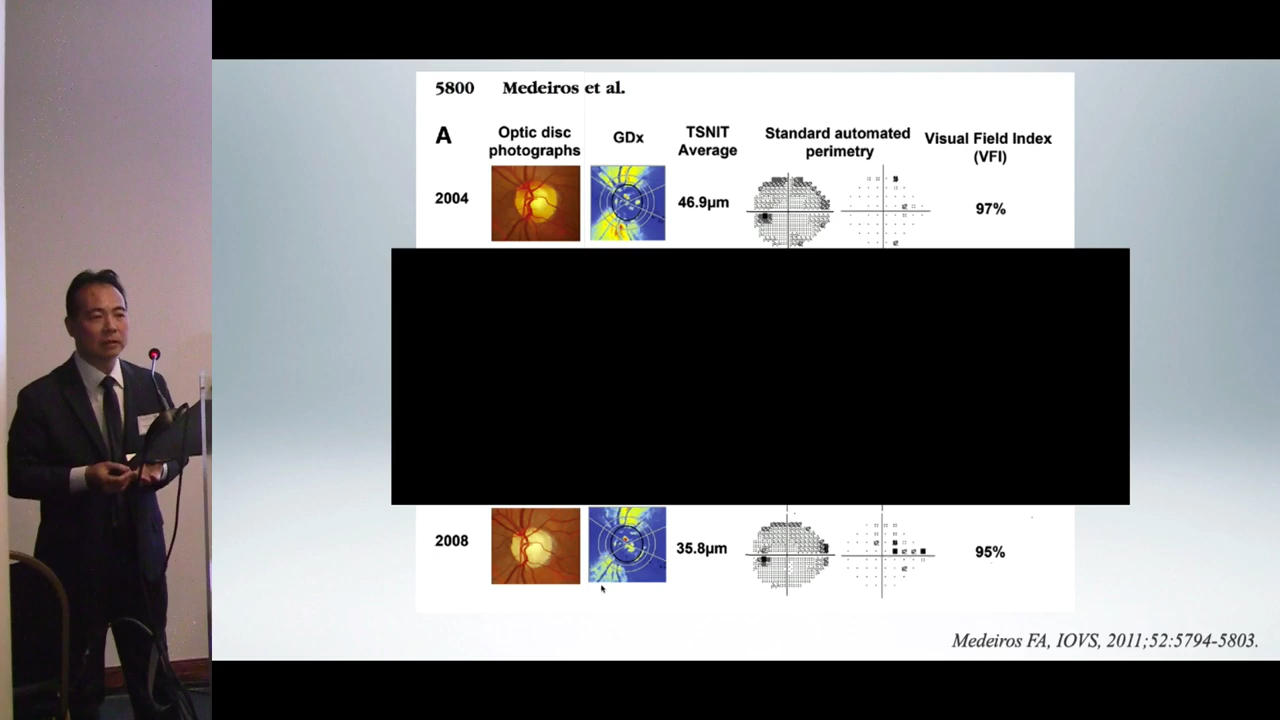 5800 Medeiros et al.
A
Optic disc
photographs
GDx
TSNIT
Average
Standard automated
perimetry
Visual Field Index
(VFI)
2004
46.9µm
97%
2008
35.8µm
95%
Medeiros FA, IOVS, 2011;52:5794-5803.